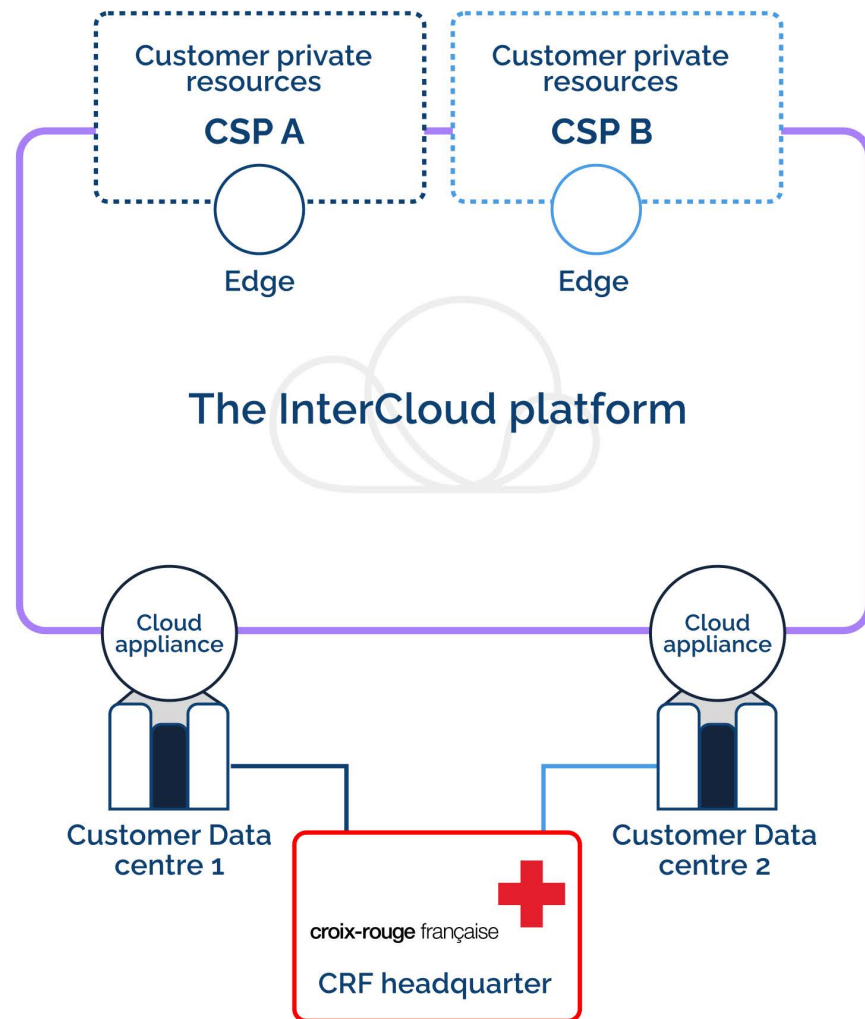 Customer private
resources
CSP A
Customer private
resources
CSP B
Edge
Edge
The InterCloud platform
Cloud
appliance
Cloud
appliance
Customer Data
centre 1
Customer Data
centre 2
croix-rouge française
CRF headquarter